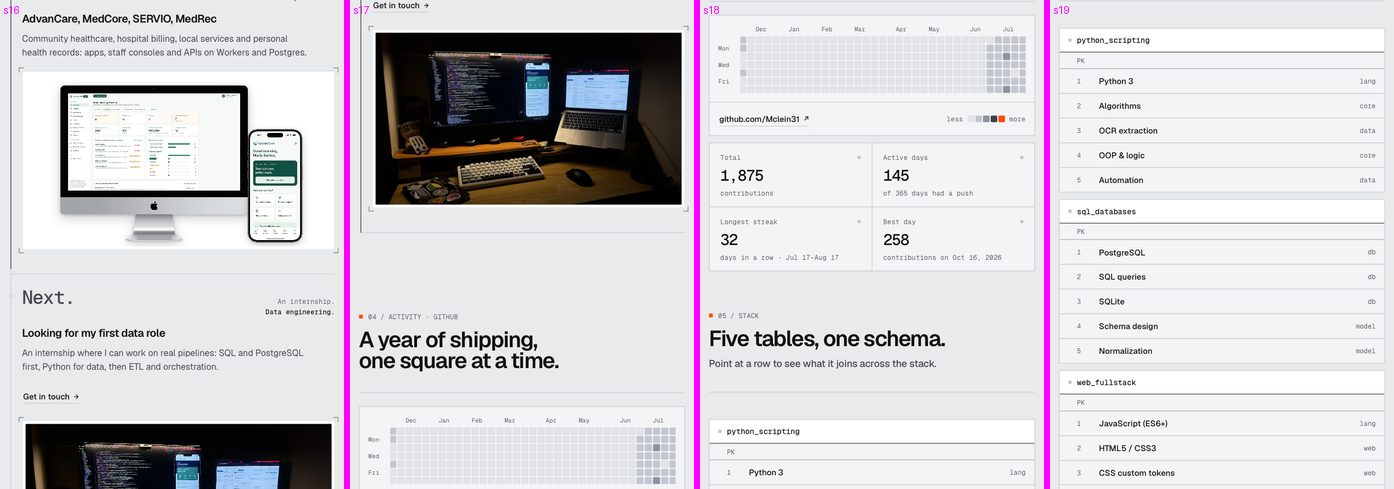 s16
AdvanCare, MedCore, SERVIO, MedRec
Community healthcare, hospital billing, local services and personal
health records: apps, staff consoles and APIs on Workers and Postgres.
Next.
An internship.
Data engineering.
Looking for my first data role
An internship where I can work on real pipelines: SQL and PostgreSQL
first, Python for data, then ETL and orchestration.
Get in touch →
s17
Get in touch →
04 / ACTIVITY · GITHUB
A year of shipping,
one square at a time.
Dec Jan Feb Mar Apr May Jun Jul
Mon
Wed
Fri
s18
Dec Jan Feb Mar Apr May Jun Jul
Mon
Wed
Fri
github.com/Mclein31 ↗
less more
Total
1,875
contributions
Active days
145
of 365 days had a push
Longest streak
32
days in a row · Jul 17-Aug 17
Best day
258
contributions on Oct 16, 2026
05 / STACK
Five tables, one schema.
Point at a row to see what it joins across the stack.
python_scripting
PK
1 Python 3 lang
s19
python_scripting
PK
1 Python 3 lang
2 Algorithms core
3 OCR extraction data
4 OOP & logic core
5 Automation data
sql_databases
PK
1 PostgreSQL db
2 SQL queries db
3 SQLite db
4 Schema design model
5 Normalization model
web_fullstack
PK
1 JavaScript (ES6+) lang
2 HTML5 / CSS3 web
3 CSS custom tokens web